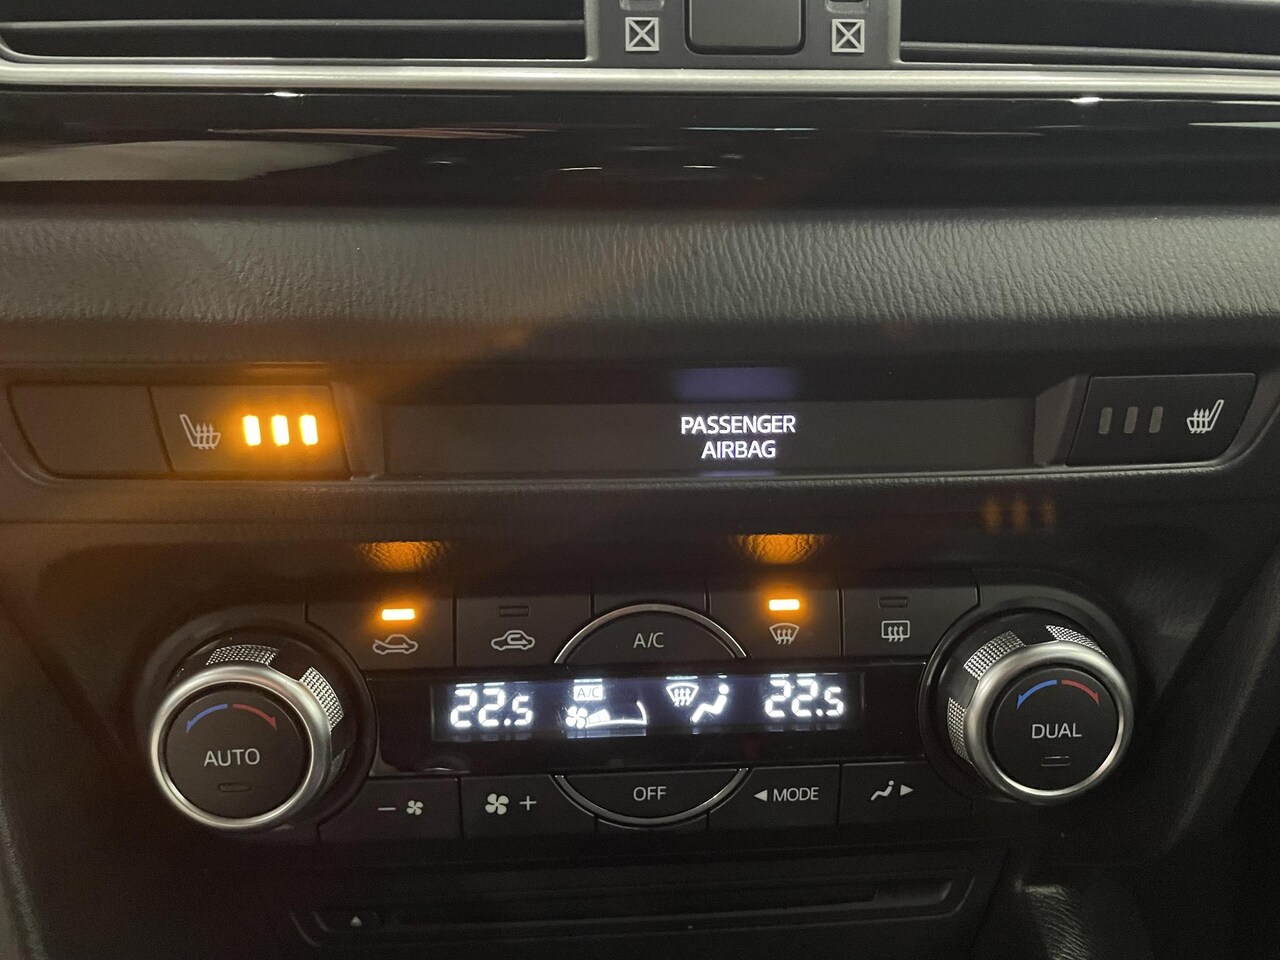 PASSENGER
AIRBAG
A/C
22.5 A/C 22.5
AUTO
DUAL
− + OFF ◀ MODE ▶